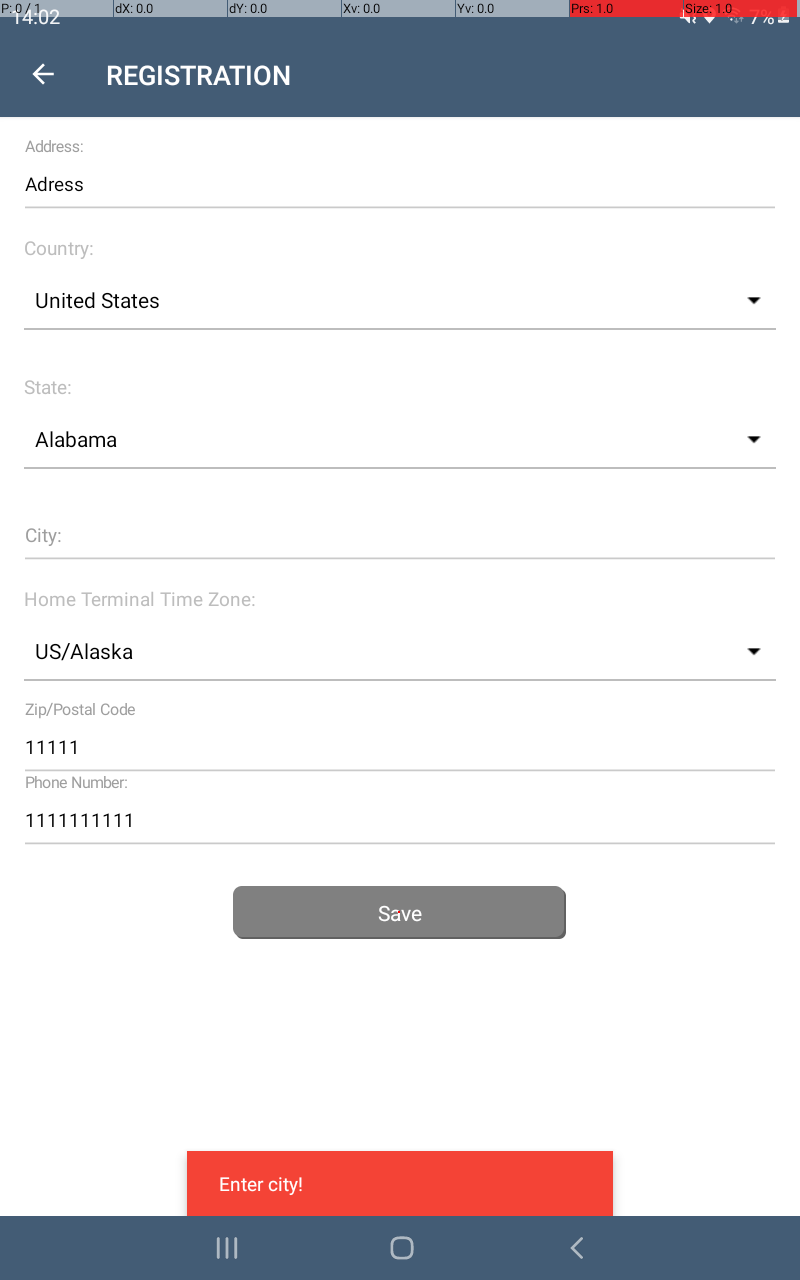 P: 0 / 1 dX: 0.0 dY: 0.0 Xv: 0.0 Yv: 0.0 Prs: 1.0 Size: 1.0
14:02 7%
REGISTRATION
Address:
Adress
Country:
United States
State:
Alabama
City:
Home Terminal Time Zone:
US/Alaska
Zip/Postal Code
11111
Phone Number:
1111111111
Save
Enter city!